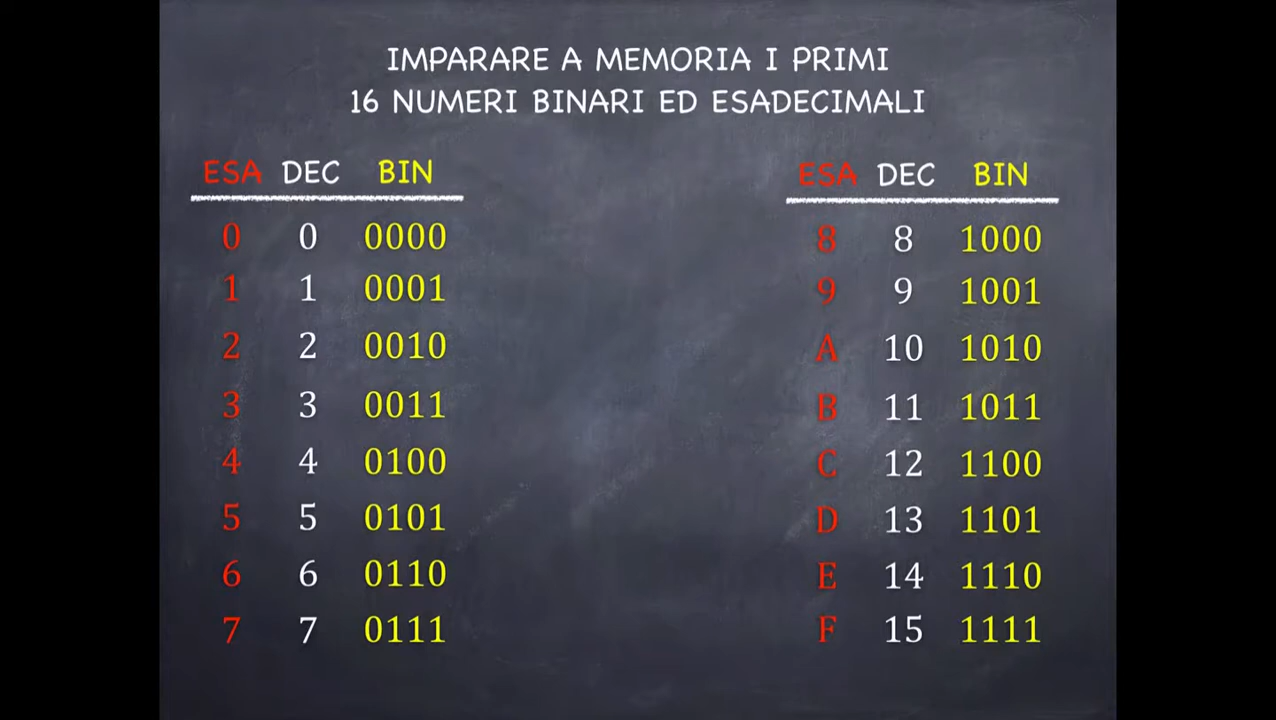 IMPARARE A MEMORIA I PRIMI
16 NUMERI BINARI ED ESADECIMALI
ESA DEC BIN
0 0 0000
1 1 0001
2 2 0010
3 3 0011
4 4 0100
5 5 0101
6 6 0110
7 7 0111
ESA DEC BIN
8 8 1000
9 9 1001
A 10 1010
B 11 1011
C 12 1100
D 13 1101
E 14 1110
F 15 1111